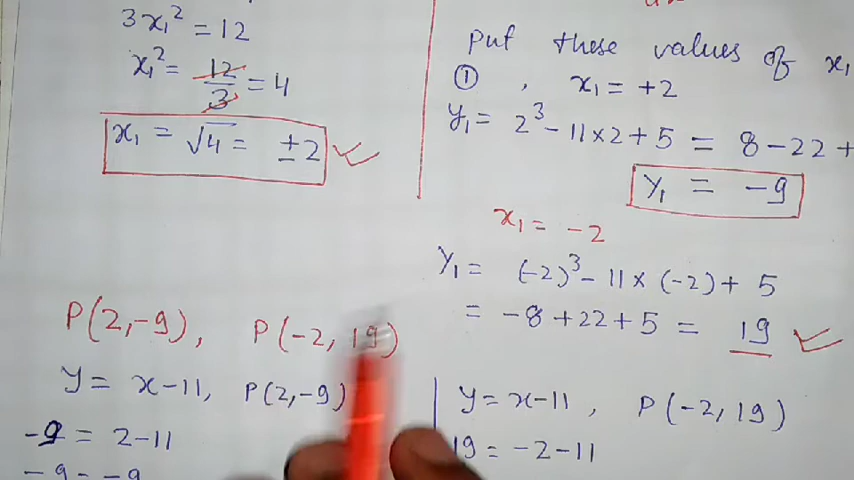 3x₁² = 12
x₁² = 12/3 = 4
x₁ = √4 = ±2
P(2,-9), P(-2, 19)
y = x-11, P(2,-9)
-9 = 2-11
-9 = -9
Put these values of x₁
① , x₁ = +2
y₁ = 2³ - 11×2 + 5 = 8-22 +
y₁ = -9
x₁ = -2
y₁ = (-2)³ - 11 × (-2) + 5
= -8 + 22 + 5 = 19
y = x-11 , P(-2, 19)
19 = -2-11